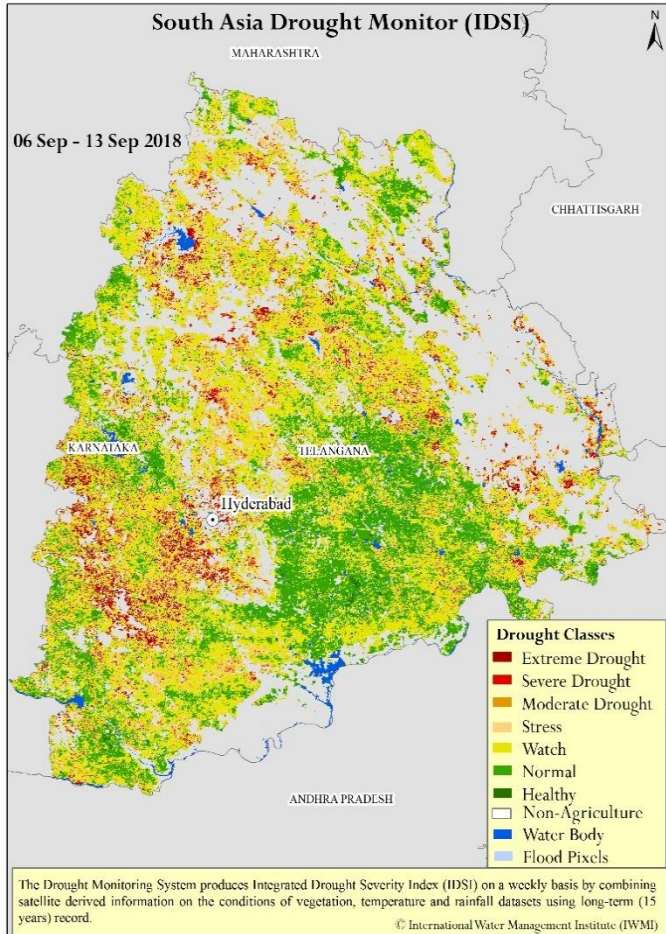 South Asia Drought Monitor (IDSI)
N
MAHARASHTRA
06 Sep - 13 Sep 2018
CHHATTISGARH
KARNATAKA
TELANGANA
Hyderabad
Drought Classes
Extreme Drought
Severe Drought
Moderate Drought
Stress
Watch
Normal
Healthy
Non-Agriculture
Water Body
Flood Pixels
ANDHRA PRADESH
The Drought Monitoring System produces Integrated Drought Severity Index (IDSI) on a weekly basis by combining
satellite derived information on the conditions of vegetation, temperature and rainfall datasets using long-term (15
years) record.
© International Water Management Institute (IWMI)